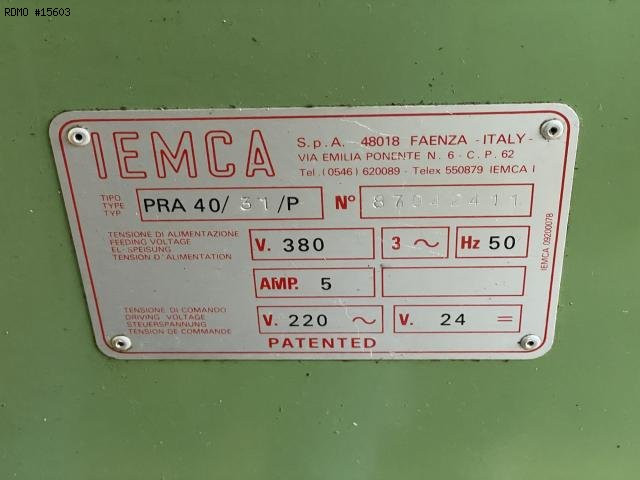 RDMO #15603
IEMCA
S.p.A. 48018 FAENZA -ITALY-
VIA EMILIA PONENTE N. 6 - C.P. 62
Tel.(0546) 620089 - Telex 550879 IEMCA I
TIPO
TYPE
TYP
PRA 40/ 31 /P
N° 87042411
TENSIONE DI ALIMENTAZIONE
FEEDING VOLTAGE
EL-SPEISUNG
TENSION D'ALIMENTATION
V. 380
3 ~
Hz 50
AMP. 5
TENSIONE DI COMANDO
DRIVING VOLTAGE
STEUERSPANNUNG
TENSION DE COMMANDE
V. 220 ~
V. 24 =
PATENTED
IEMCA 09200078